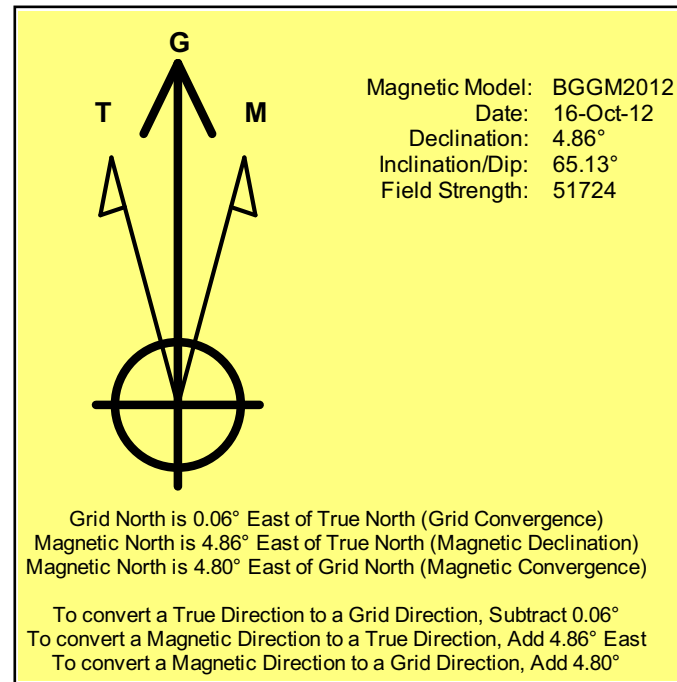 G
T
M
Magnetic Model: BGGM2012
Date: 16-Oct-12
Declination: 4.86°
Inclination/Dip: 65.13°
Field Strength: 51724
Grid North is 0.06° East of True North (Grid Convergence)
Magnetic North is 4.86° East of True North (Magnetic Declination)
Magnetic North is 4.80° East of Grid North (Magnetic Convergence)
To convert a True Direction to a Grid Direction, Subtract 0.06°
To convert a Magnetic Direction to a True Direction, Add 4.86° East
To convert a Magnetic Direction to a Grid Direction, Add 4.80°